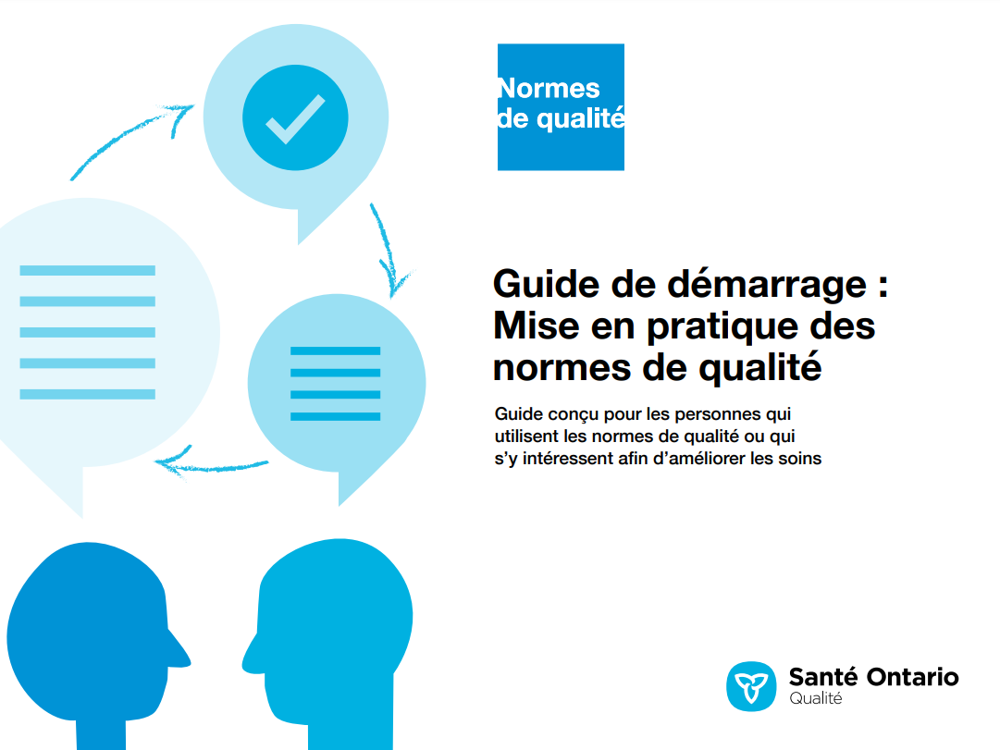 Normes
de qualité
Guide de démarrage :
Mise en pratique des
normes de qualité
Guide conçu pour les personnes qui
utilisent les normes de qualité ou qui
s’y intéressent afin d’améliorer les soins
Santé Ontario
Qualité